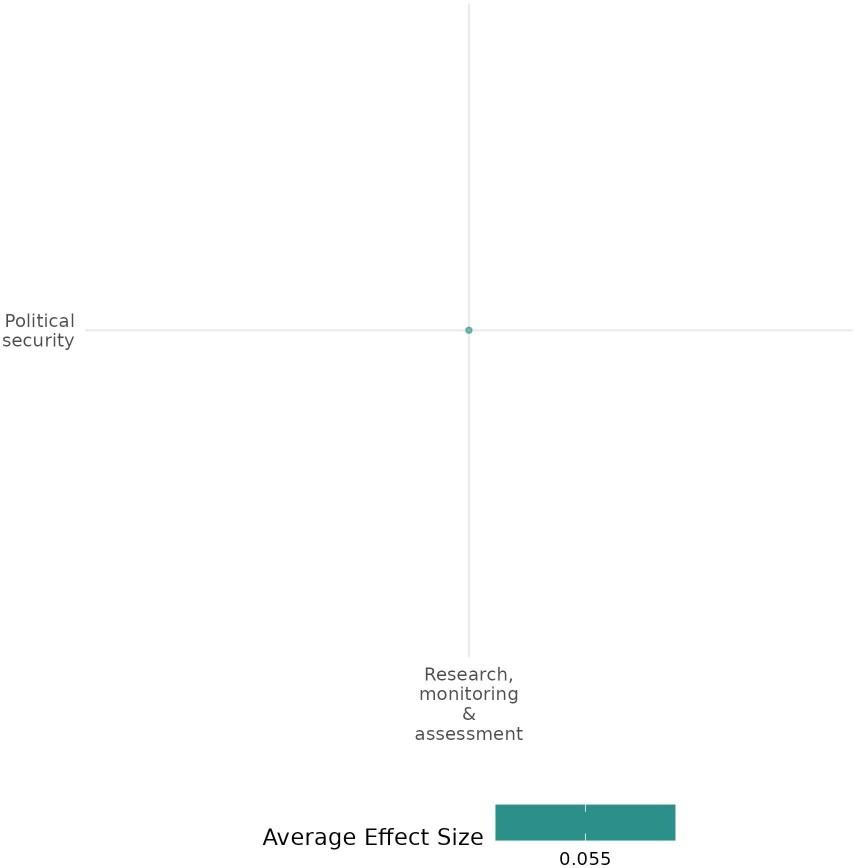 Political
security
Research,
monitoring
&
assessment
Average Effect Size
0.055